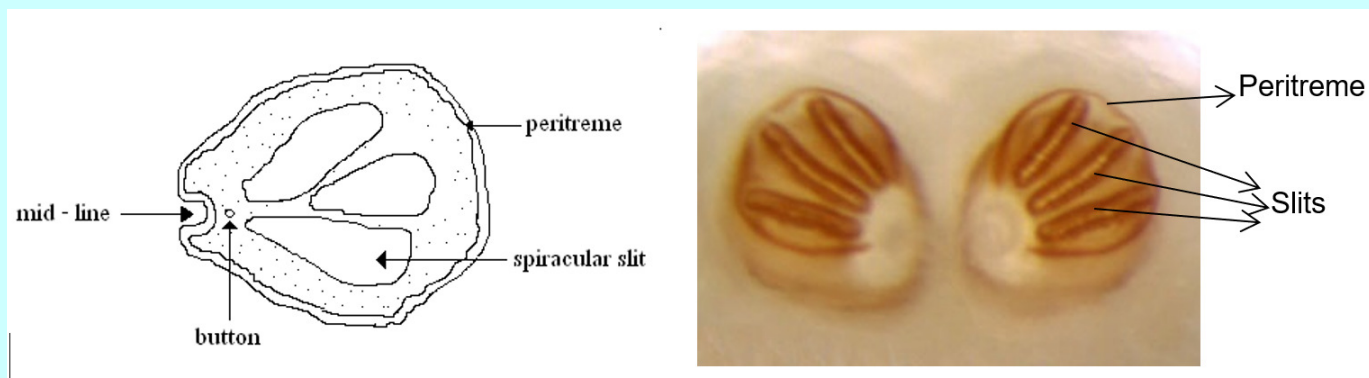 peritreme
mid - line
spiracular slit
button
Peritreme
Slits